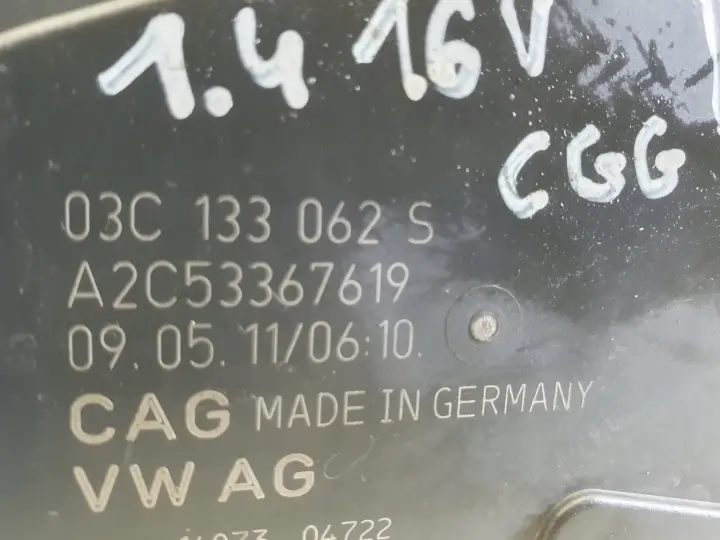 1.4 16V
CGG
03C 133 062 S
A2C53367619
09.05.11/06:10.
CAG MADE IN GERMANY
VW AG
04722